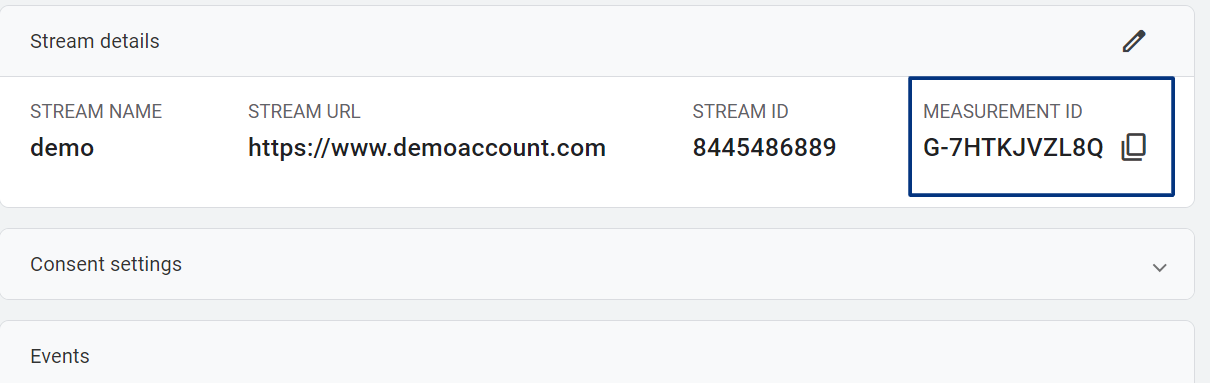 Stream details
STREAM NAME STREAM URL STREAM ID MEASUREMENT ID
demo https://www.demoaccount.com 8445486889 G-7HTKJVZL8Q
Consent settings
Events